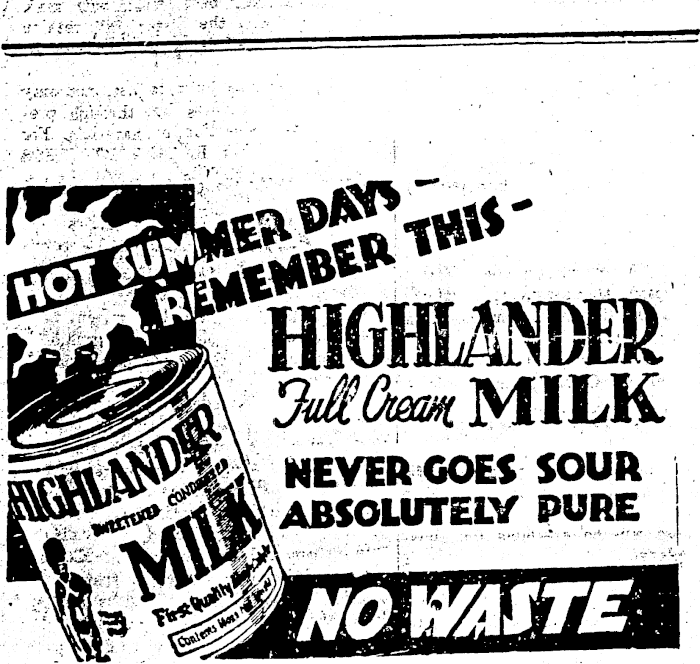 HOT SUMMER DAYS -
REMEMBER THIS -
HIGHLANDER
Full Cream MILK
NEVER GOES SOUR
ABSOLUTELY PURE
NO WASTE
HIGHLANDER
SWEETENED CONDENSED
MILK
First Quality